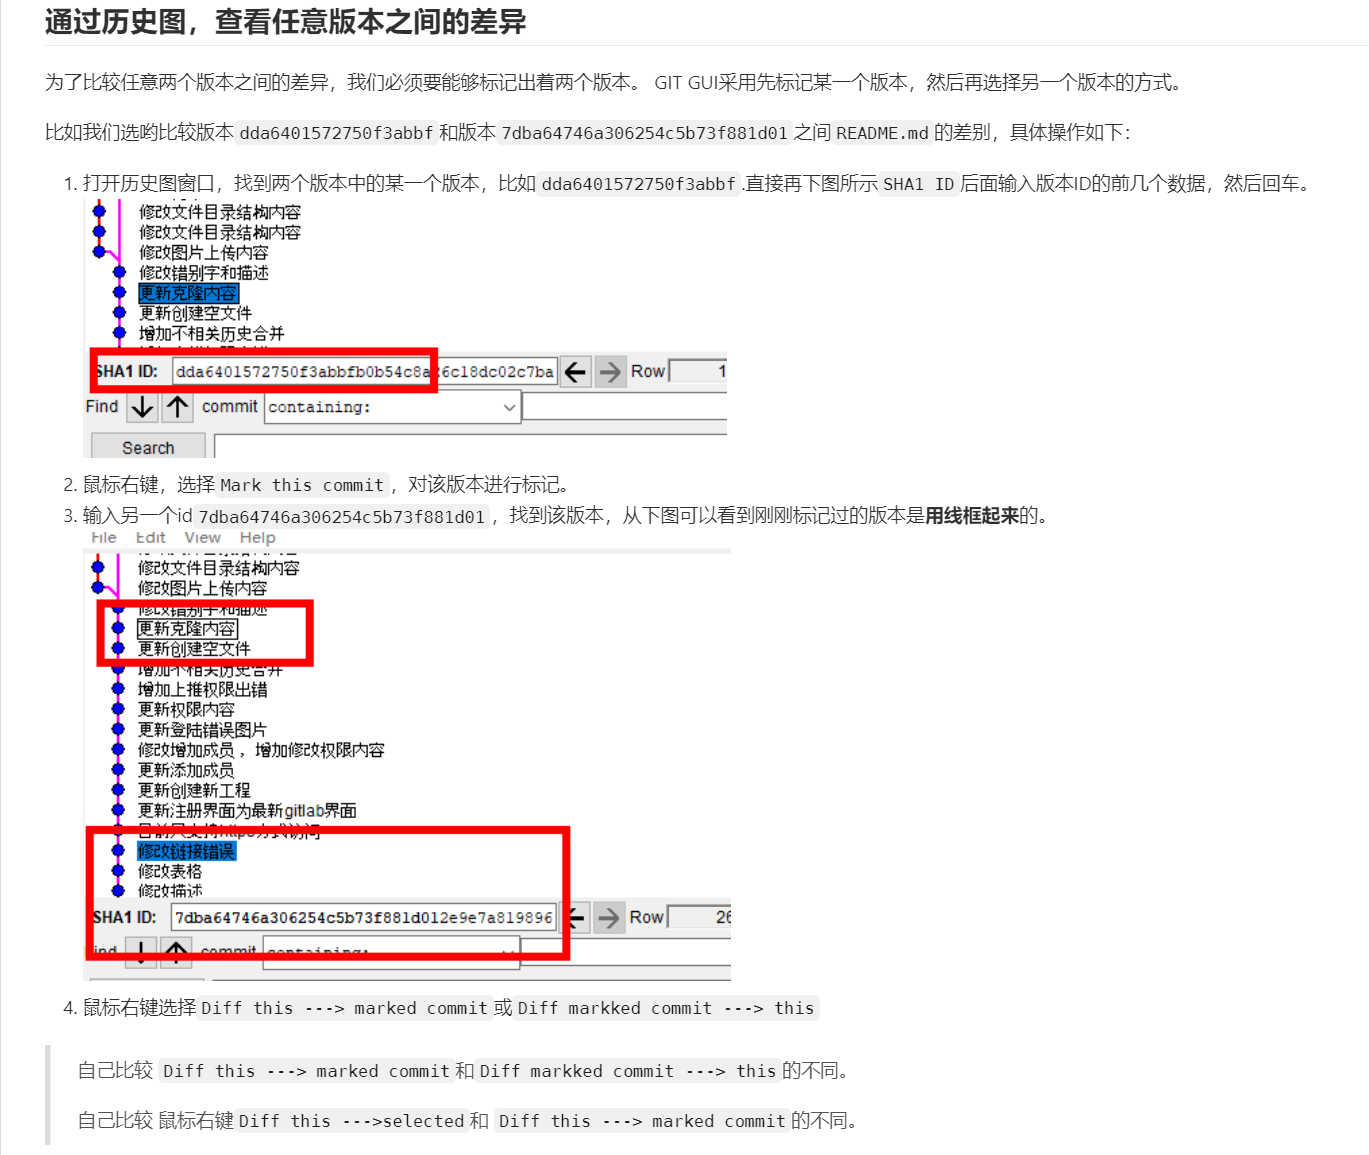 通过历史图，查看任意版本之间的差异
为了比较任意两个版本之间的差异，我们必须要能够标记出着两个版本。 GIT GUI采用先标记某一个版本，然后再选择另一个版本的方式。
比如我们选哟比较版本 dda6401572750f3abbf 和版本 7dba64746a306254c5b73f881d01 之间 README.md 的差别，具体操作如下：
1. 打开历史图窗口，找到两个版本中的某一个版本，比如 dda6401572750f3abbf .直接再下图所示 SHA1 ID 后面输入版本ID的前几个数据，然后回车。
修改文件目录结构内容
修改文件目录结构内容
修改图片上传内容
修改错别字和描述
更新克隆内容
更新创建空文件
增加不相关历史合并
SHA1 ID: dda6401572750f3abbfb0b54c8a26c18dc02c7ba Row 1
Find commit containing:
Search
2. 鼠标右键，选择 Mark this commit ，对该版本进行标记。
3. 输入另一个id 7dba64746a306254c5b73f881d01 ，找到该版本，从下图可以看到刚刚标记过的版本是用线框起来的。
File Edit View Help
修改文件目录结构内容
修改图片上传内容
修改错别字和描述
更新克隆内容
更新创建空文件
增加不相关历史合并
增加上推权限出错
更新权限内容
更新登陆错误图片
修改增加成员，增加修改权限内容
更新添加成员
更新创建新工程
更新注册界面为最新gitlab界面
目前只支持https方式访问
修改链接错误
修改表格
修改描述
SHA1 ID: 7dba64746a306254c5b73f881d012e9e7a819896 Row 26
Find commit containing:
4. 鼠标右键选择 Diff this ---> marked commit 或 Diff markked commit ---> this
自己比较 Diff this ---> marked commit 和 Diff markked commit ---> this 的不同。
自己比较 鼠标右键 Diff this --->selected 和 Diff this ---> marked commit 的不同。